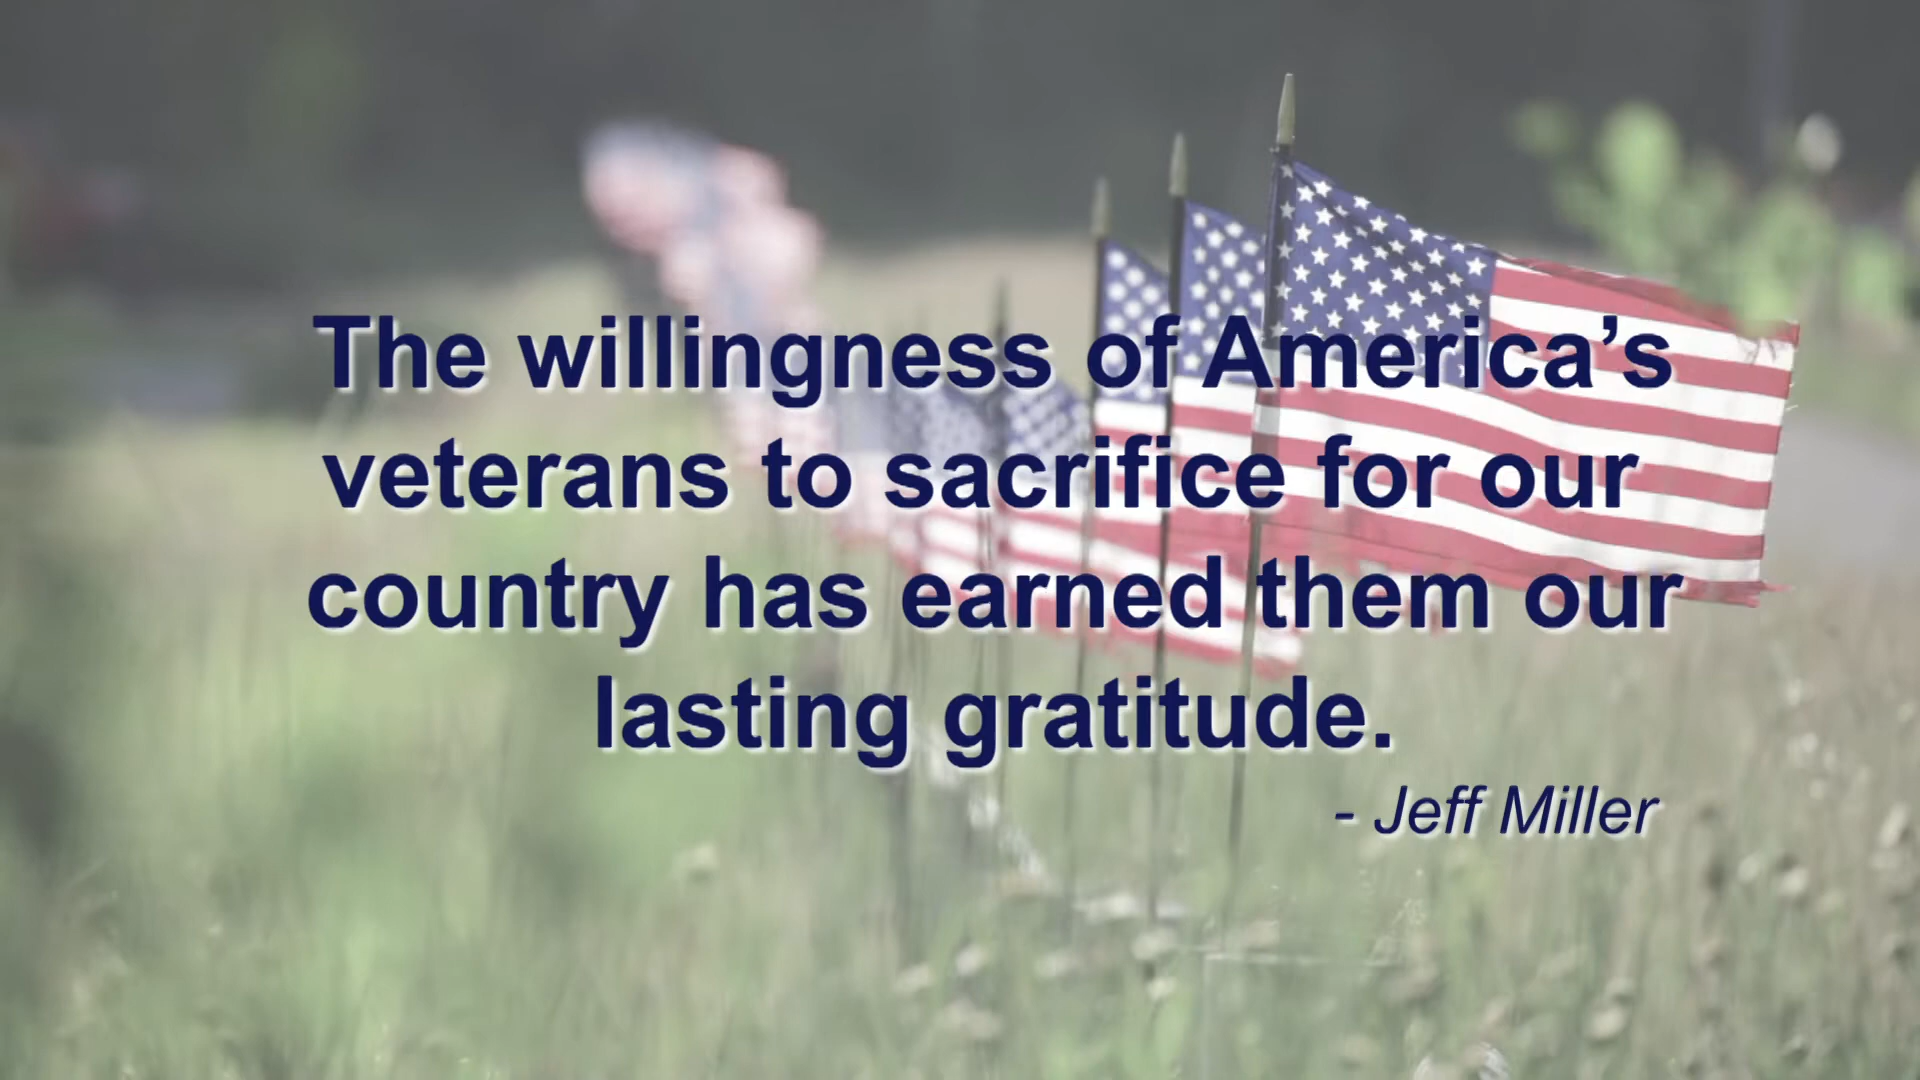 The willingness of America’s
veterans to sacrifice for our
country has earned them our
lasting gratitude.
- Jeff Miller